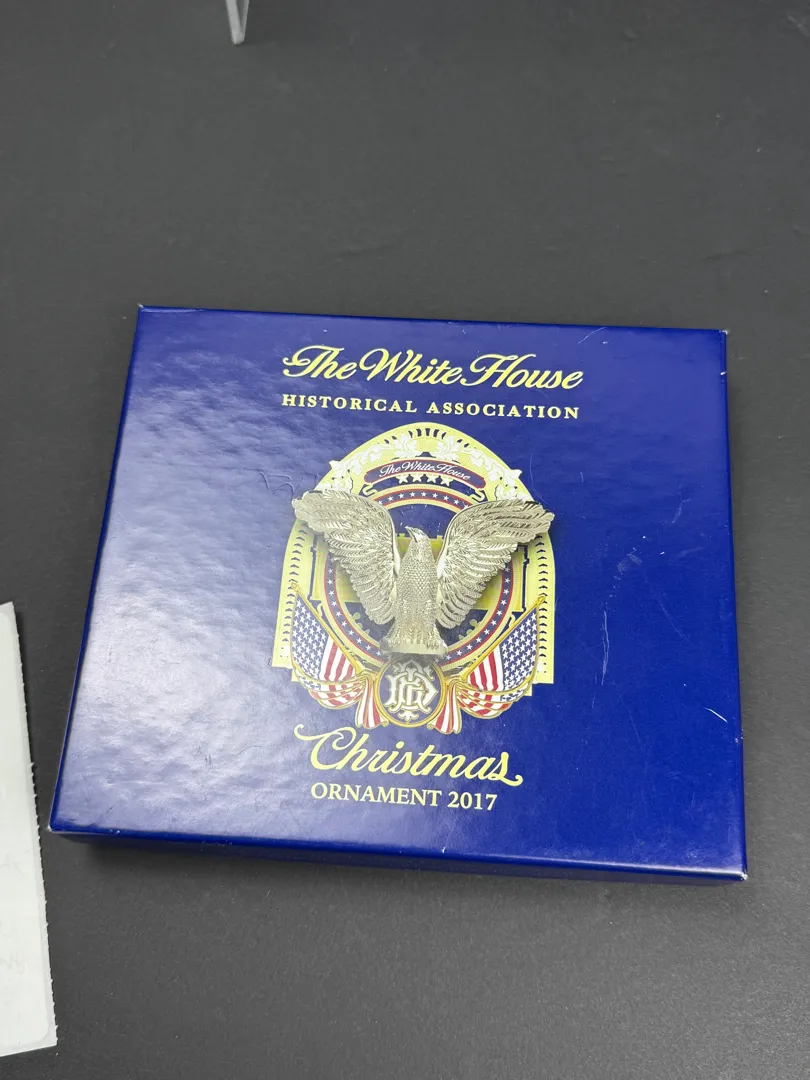 The White House
HISTORICAL ASSOCIATION
The White House
Christmas
ORNAMENT 2017